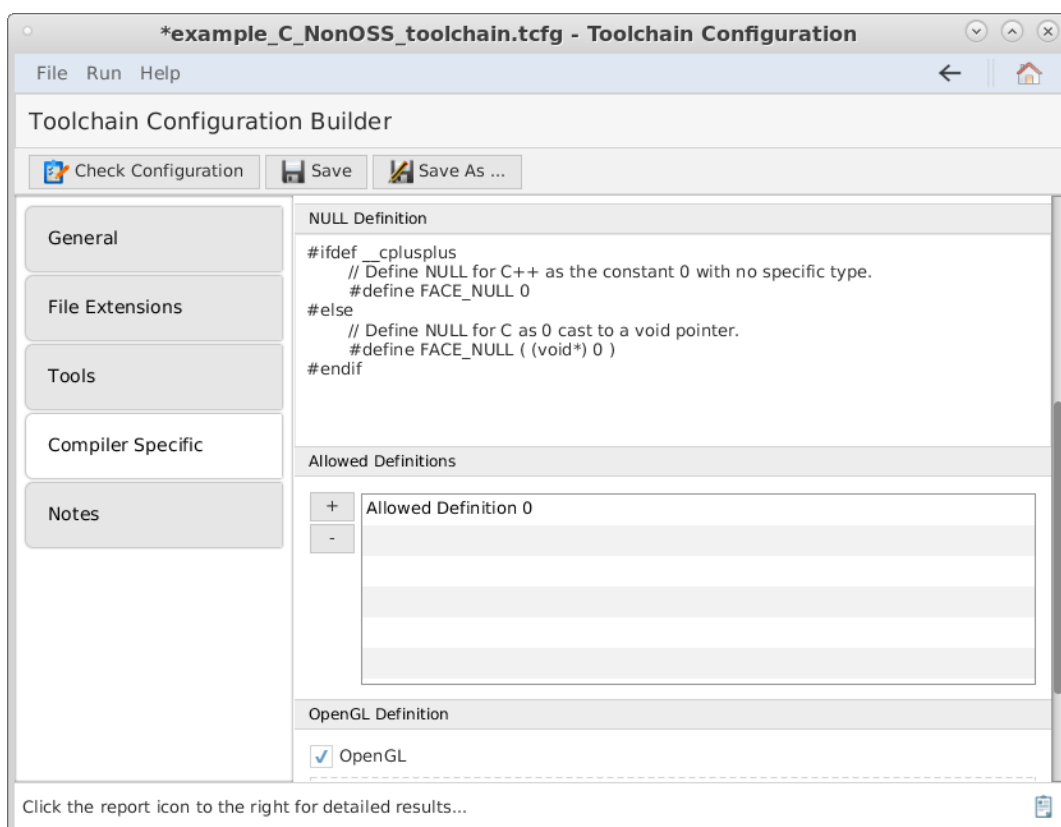 *example_C_NonOSS_toolchain.tcfg - Toolchain Configuration
File Run Help
Toolchain Configuration Builder
Check Configuration Save Save As ...
General
File Extensions
Tools
Compiler Specific
Notes
NULL Definition
#ifdef __cplusplus
// Define NULL for C++ as the constant 0 with no specific type.
#define FACE_NULL 0
#else
// Define NULL for C as 0 cast to a void pointer.
#define FACE_NULL ( (void*) 0 )
#endif
Allowed Definitions
+
-
Allowed Definition 0
OpenGL Definition
OpenGL
Click the report icon to the right for detailed results...